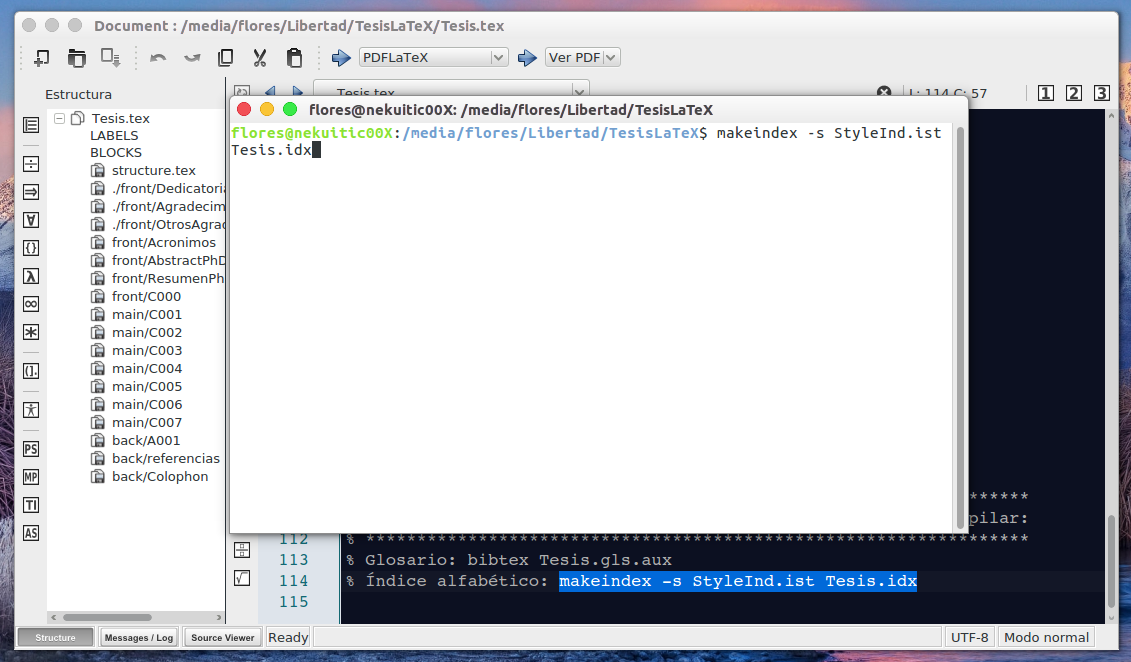 Document : /media/flores/Libertad/TesisLaTeX/Tesis.tex
PDFLaTeX
Ver PDF
Estructura
Tesis.tex
L: 114 C: 57
1 2 3
flores@nekuitic00X: /media/flores/Libertad/TesisLaTeX
flores@nekuitic00X:/media/flores/Libertad/TesisLaTeX$ makeindex -s StyleInd.ist
Tesis.idx
Tesis.tex
LABELS
BLOCKS
structure.tex
./front/Dedicatoria
./front/Agradecim
./front/OtrosAgrad
front/Acronimos
front/AbstractPhD
front/ResumenPh
front/C000
main/C001
main/C002
main/C003
main/C004
main/C005
main/C006
main/C007
back/A001
back/referencias
back/Colophon
PS
MP
TI
AS
******
pilar:
112 % ****************************************************************
113 % Glosario: bibtex Tesis.gls.aux
114 % Índice alfabético: makeindex -s StyleInd.ist Tesis.idx
115
Structure
Messages / Log
Source Viewer
Ready
UTF-8
Modo normal